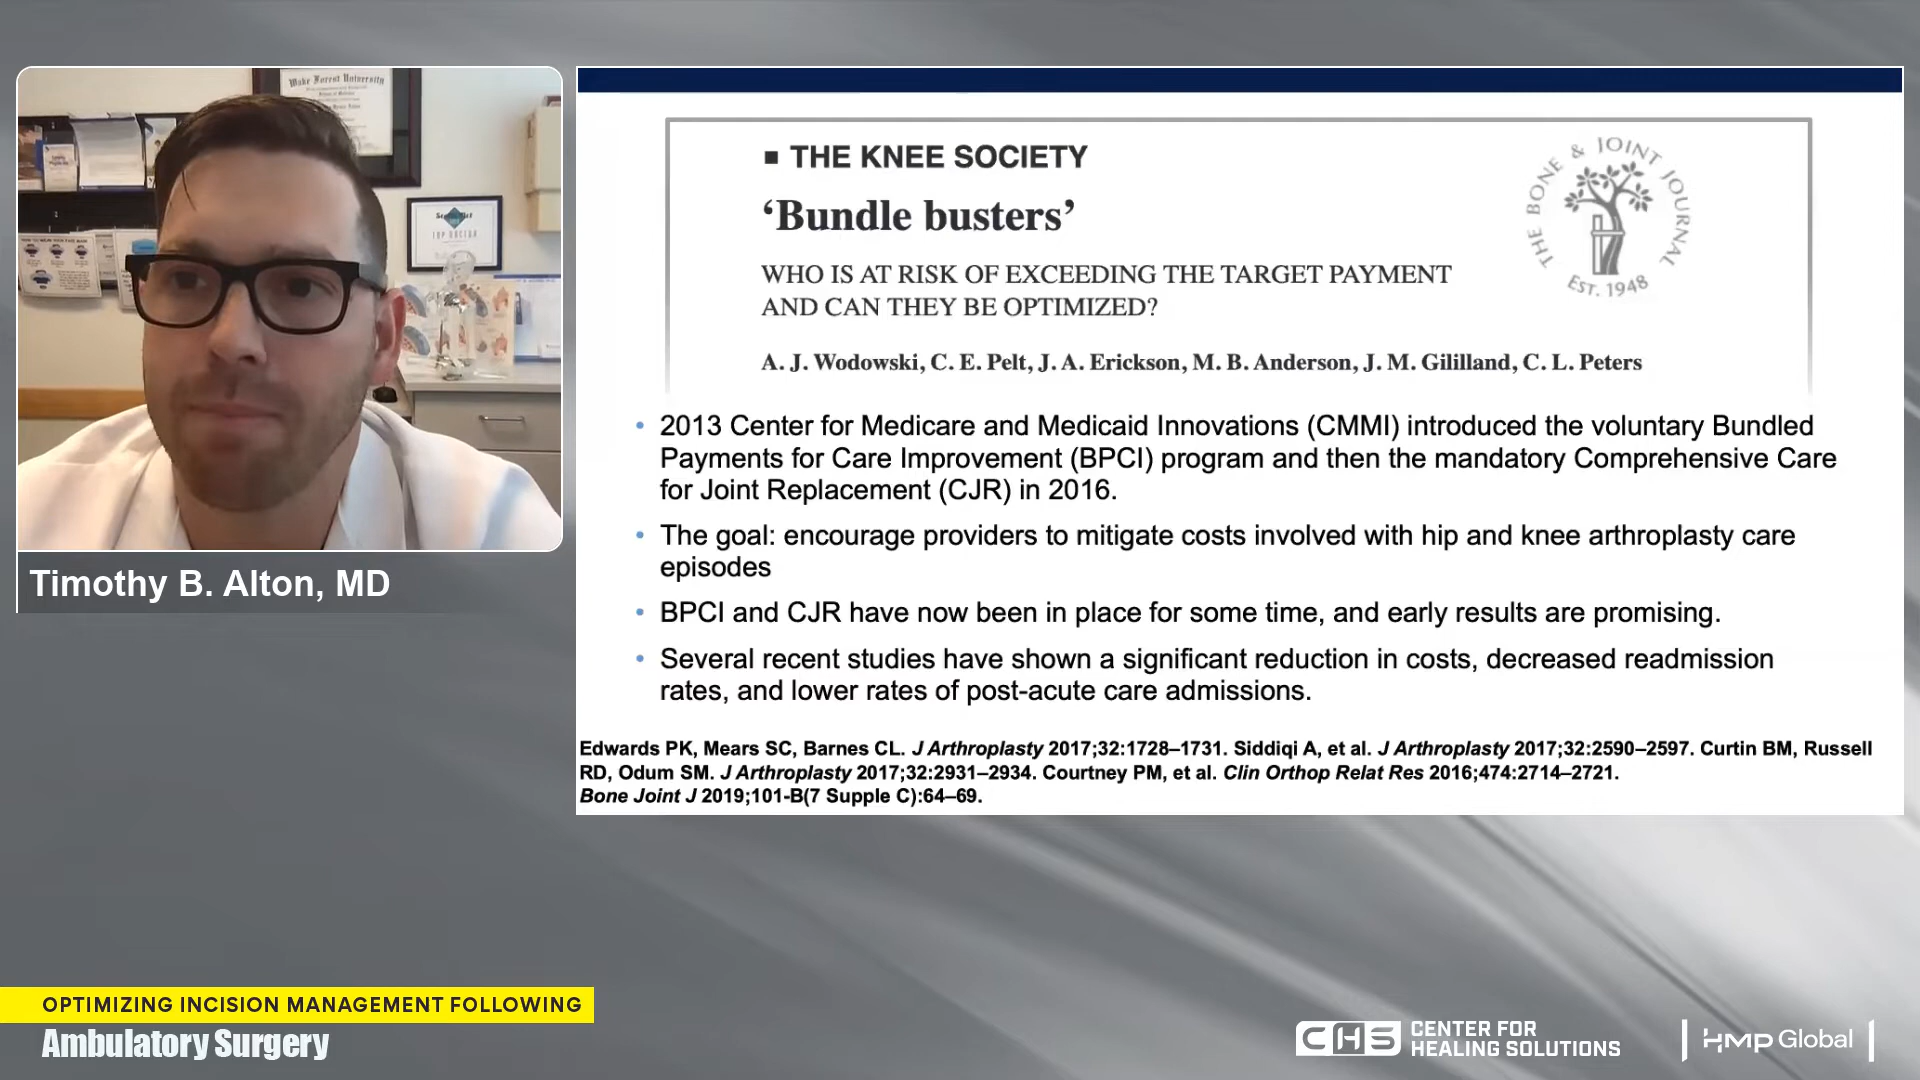 Wake Forest University
TOP DOCTOR
Timothy B. Alton, MD
■ THE KNEE SOCIETY
‘Bundle busters’
WHO IS AT RISK OF EXCEEDING THE TARGET PAYMENT
AND CAN THEY BE OPTIMIZED?
A. J. Wodowski, C. E. Pelt, J. A. Erickson, M. B. Anderson, J. M. Gililland, C. L. Peters
THE BONE & JOINT JOURNAL
EST. 1948
• 2013 Center for Medicare and Medicaid Innovations (CMMI) introduced the voluntary Bundled
Payments for Care Improvement (BPCI) program and then the mandatory Comprehensive Care
for Joint Replacement (CJR) in 2016.
• The goal: encourage providers to mitigate costs involved with hip and knee arthroplasty care
episodes
• BPCI and CJR have now been in place for some time, and early results are promising.
• Several recent studies have shown a significant reduction in costs, decreased readmission
rates, and lower rates of post-acute care admissions.
Edwards PK, Mears SC, Barnes CL. J Arthroplasty 2017;32:1728–1731. Siddiqi A, et al. J Arthroplasty 2017;32:2590–2597. Curtin BM, Russell
RD, Odum SM. J Arthroplasty 2017;32:2931–2934. Courtney PM, et al. Clin Orthop Relat Res 2016;474:2714–2721.
Bone Joint J 2019;101-B(7 Supple C):64–69.
OPTIMIZING INCISION MANAGEMENT FOLLOWING
Ambulatory Surgery
CHS CENTER FOR
HEALING SOLUTIONS
HMP Global